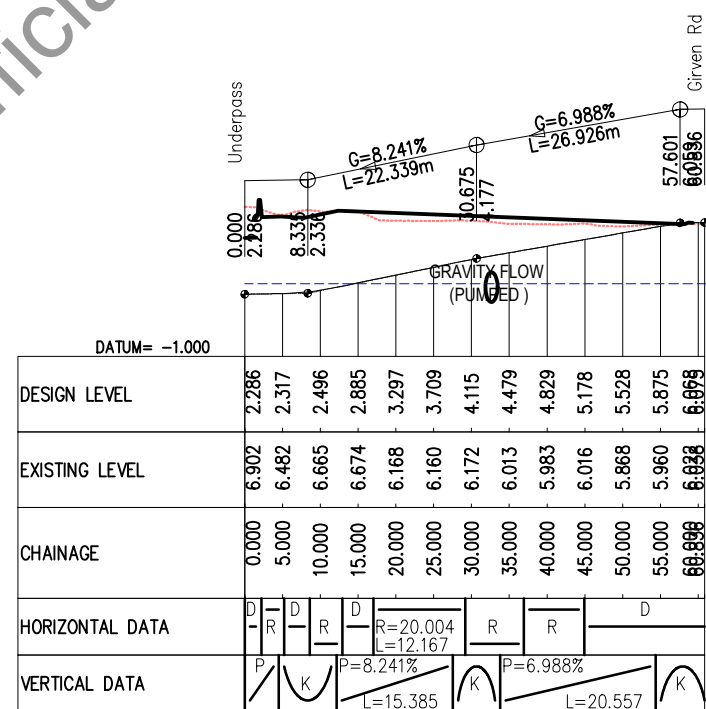 Underpass
Girven Rd
G=8.241%
L=22.339m
G=6.988%
L=26.926m
0.000
2.286
8.335
2.336
4.177
57.601
60.836
GRAVITY FLOW
(PUMPED )
0
DATUM= -1.000
DESIGN LEVEL 2.286 2.317 2.496 2.885 3.297 3.709 4.115 4.479 4.829 5.178 5.528 5.875
EXISTING LEVEL 6.902 6.482 6.665 6.674 6.168 6.160 6.172 6.013 5.983 6.016 5.868 5.960
CHAINAGE 0.000 5.000 10.000 15.000 20.000 25.000 30.000 35.000 40.000 45.000 50.000 55.000
HORIZONTAL DATA D R D R D R=20.004 L=12.167 R R D
VERTICAL DATA P K P=8.241% L=15.385 K P=6.988% L=20.557 K